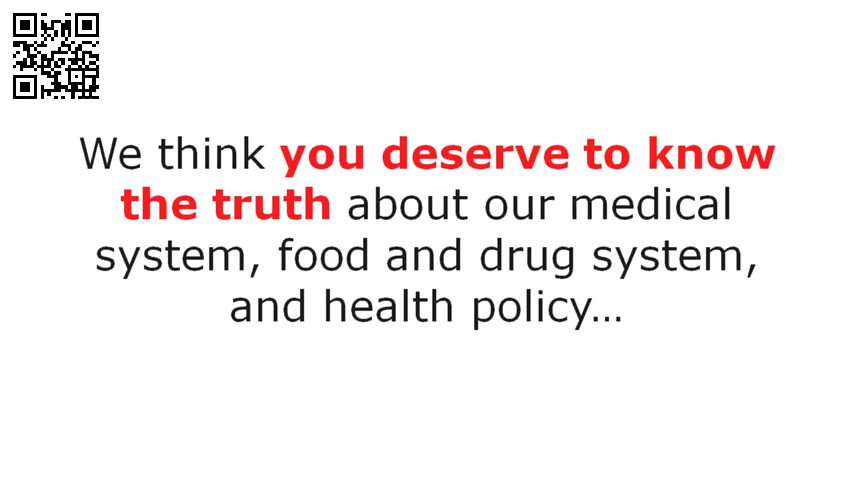 We think you deserve to know
the truth about our medical
system, food and drug system,
and health policy…